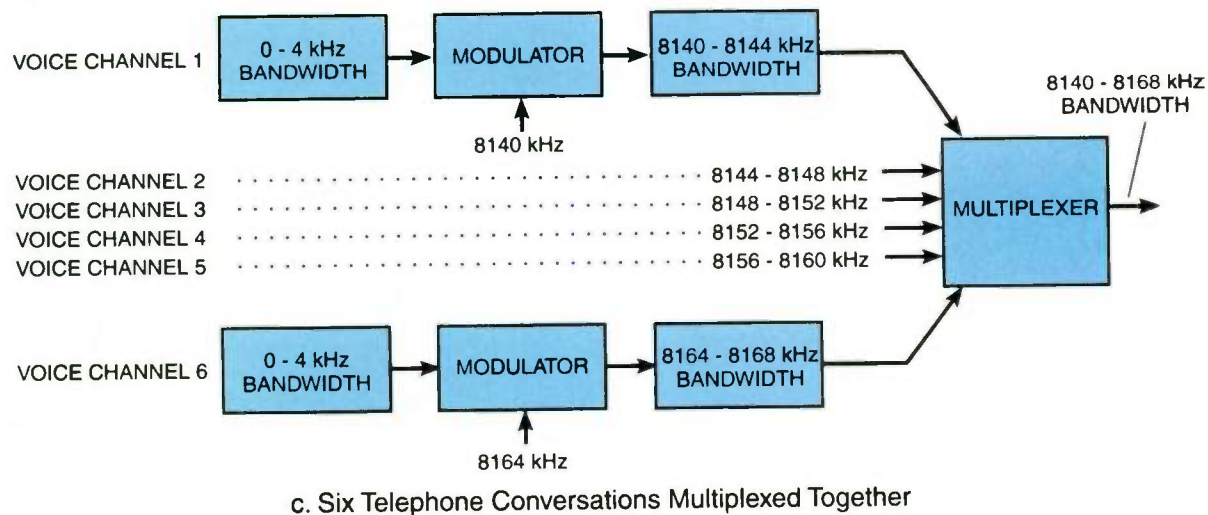 VOICE CHANNEL 1
0 - 4 kHz
BANDWIDTH
MODULATOR
8140 - 8144 kHz
BANDWIDTH
8140 kHz
8140 - 8168 kHz
BANDWIDTH
VOICE CHANNEL 2 8144 - 8148 kHz
VOICE CHANNEL 3 8148 - 8152 kHz
VOICE CHANNEL 4 8152 - 8156 kHz
VOICE CHANNEL 5 8156 - 8160 kHz
MULTIPLEXER
VOICE CHANNEL 6
0 - 4 kHz
BANDWIDTH
MODULATOR
8164 - 8168 kHz
BANDWIDTH
8164 kHz
c. Six Telephone Conversations Multiplexed Together